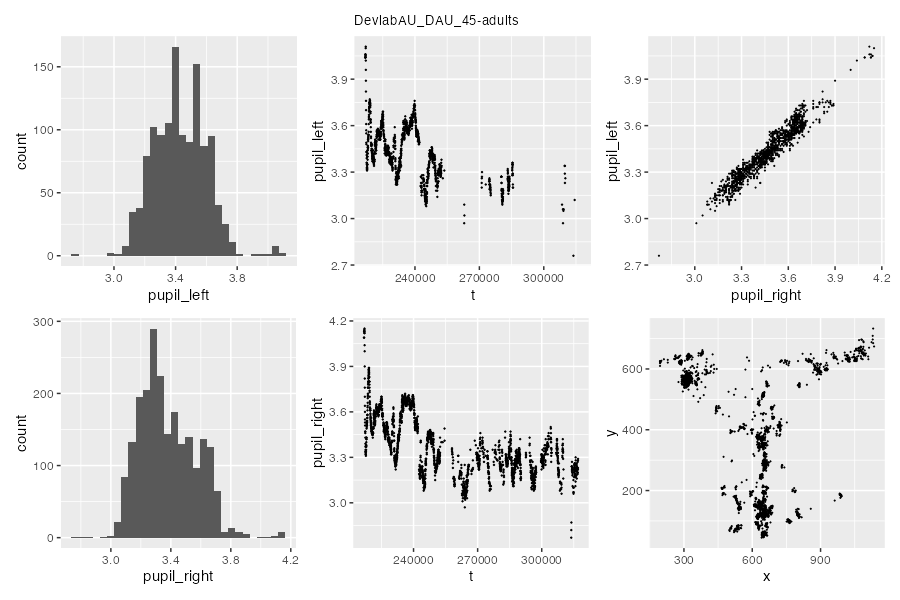 DevlabAU_DAU_45-adults
count
150
100
50
0
3.0 3.4 3.8
pupil_left
pupil_left
3.9
3.6
3.3
3.0
2.7
240000 270000 300000
t
pupil_left
3.9
3.6
3.3
3.0
2.7
3.0 3.3 3.6 3.9 4.2
pupil_right
count
300
200
100
0
3.0 3.4 3.8 4.2
pupil_right
pupil_right
4.2
3.9
3.6
3.3
3.0
240000 270000 300000
t
y
600
400
200
300 600 900
x